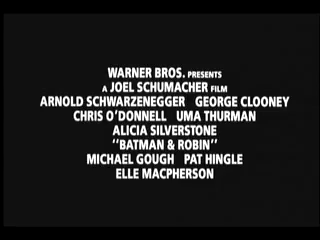 WARNER BROS. PRESENTS
A JOEL SCHUMACHER FILM
ARNOLD SCHWARZENEGGER GEORGE CLOONEY
CHRIS O'DONNELL UMA THURMAN
ALICIA SILVERSTONE
"BATMAN & ROBIN"
MICHAEL GOUGH PAT HINGLE
ELLE MACPHERSON